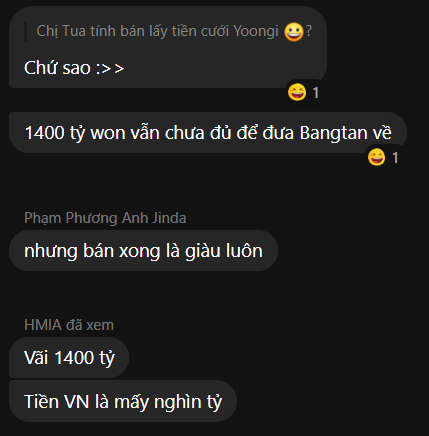 Chị Tua tính bán lấy tiền cưới Yoongi 😀?
Chứ sao :>>
😄 1
1400 tỷ won vẫn chưa đủ để đưa Bangtan về
😄 1
Phạm Phương Anh Jinda
nhưng bán xong là giàu luôn
HMIA đã xem
Vãi 1400 tỷ
Tiền VN là mấy nghìn tỷ